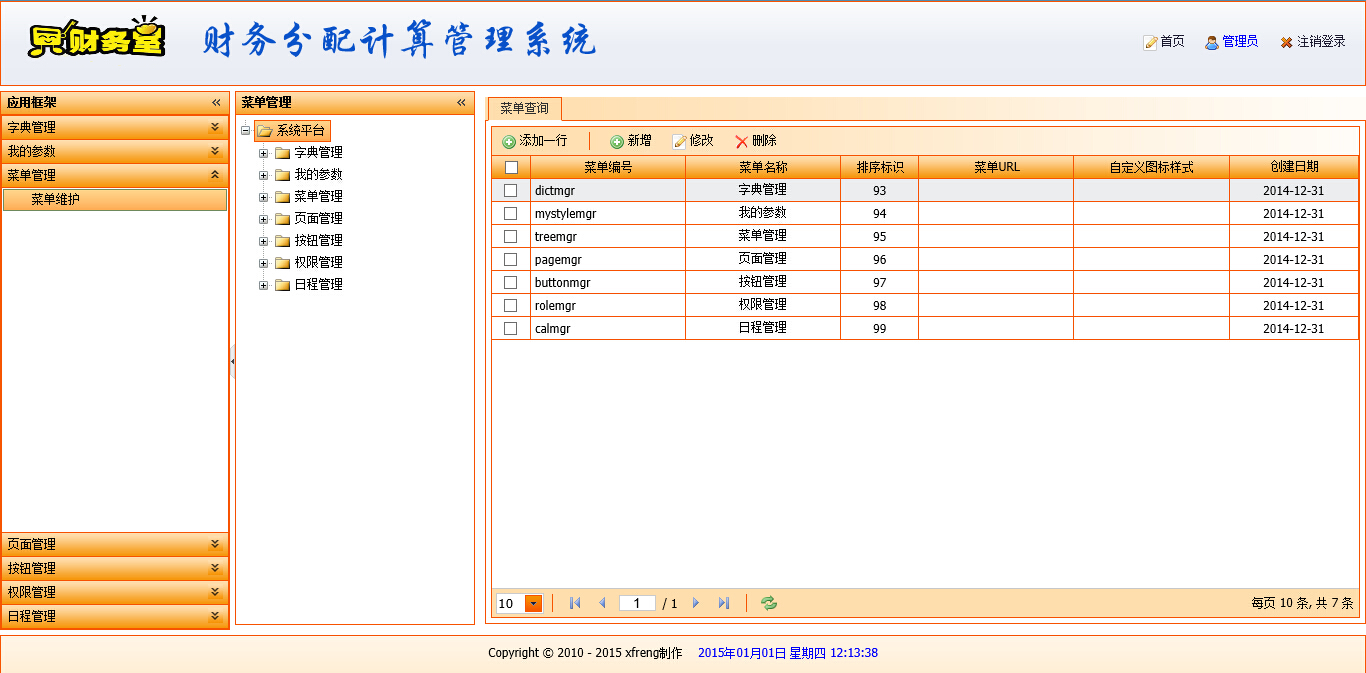 贝财务堂 财务分配计算管理系统 首页 管理员 注销登录
应用框架
字典管理
我的参数
菜单管理
菜单维护
页面管理
按钮管理
权限管理
日程管理
菜单管理
系统平台
字典管理
我的参数
菜单管理
页面管理
按钮管理
权限管理
日程管理
菜单查询
添加一行 新增 修改 删除
菜单编号 菜单名称 排序标识 菜单URL 自定义图标样式 创建日期
dictmgr 字典管理 93 2014-12-31
mystylemgr 我的参数 94 2014-12-31
treemgr 菜单管理 95 2014-12-31
pagemgr 页面管理 96 2014-12-31
buttonmgr 按钮管理 97 2014-12-31
rolemgr 权限管理 98 2014-12-31
calmgr 日程管理 99 2014-12-31
10 1 / 1 每页 10 条, 共 7 条
Copyright © 2010 - 2015 xfreng制作 2015年01月01日 星期四 12:13:38